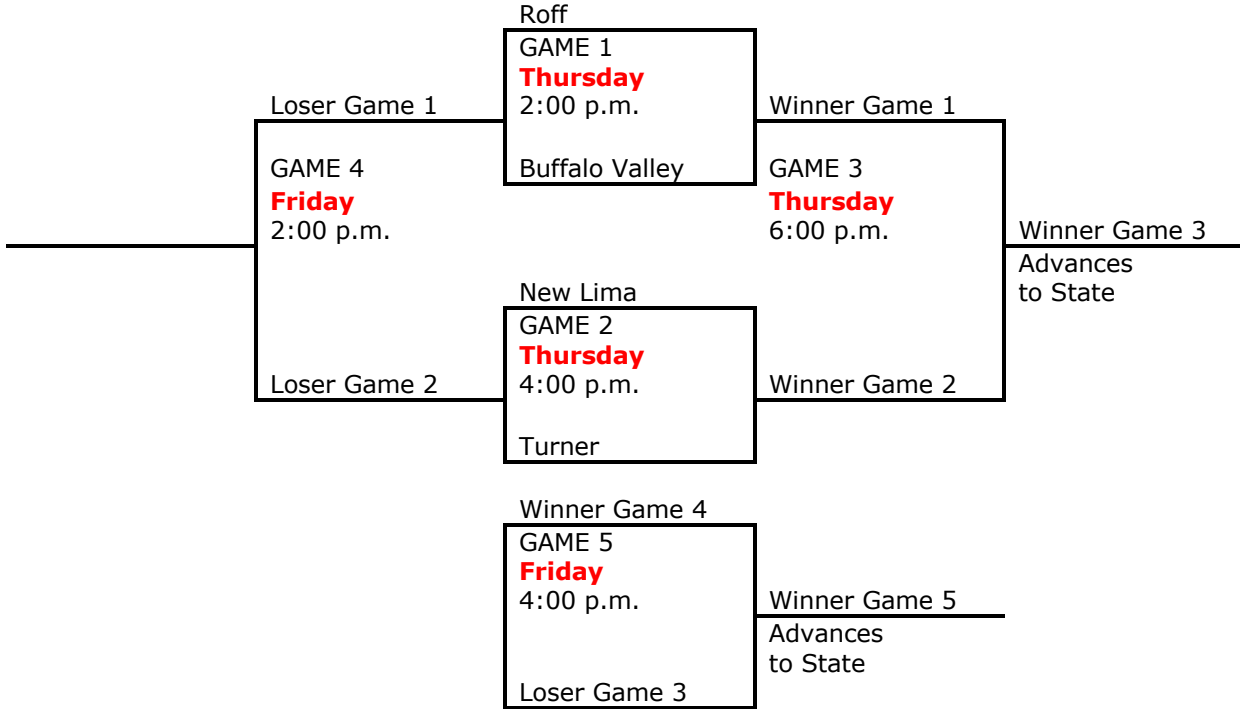 Roff
GAME 1
Thursday
Loser Game 1
2:00 p.m.
Winner Game 1
GAME 4
Buffalo Valley
GAME 3
Friday
Thursday
2:00 p.m.
6:00 p.m.
Winner Game 3
Advances
New Lima
to State
GAME 2
Thursday
Loser Game 2
4:00 p.m.
Winner Game 2
Turner
Winner Game 4
GAME 5
Friday
4:00 p.m.
Winner Game 5
Advances
to State
Loser Game 3